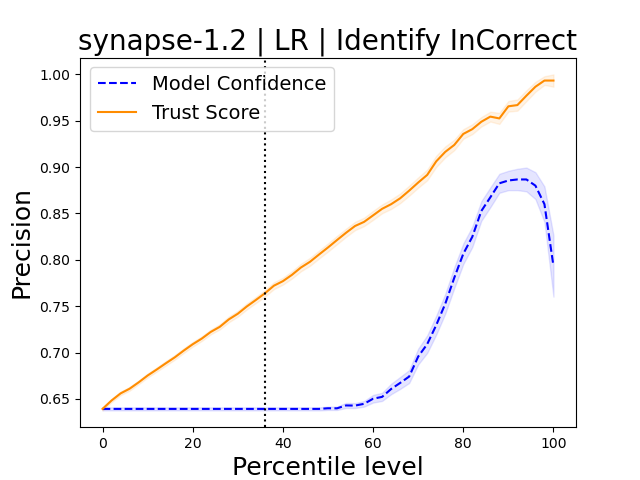 synapse-1.2 | LR | Identify InCorrect
Model Confidence
Trust Score
1.00
0.95
0.90
0.85
0.80
0.75
0.70
0.65
Precision
0 20 40 60 80 100
Percentile level